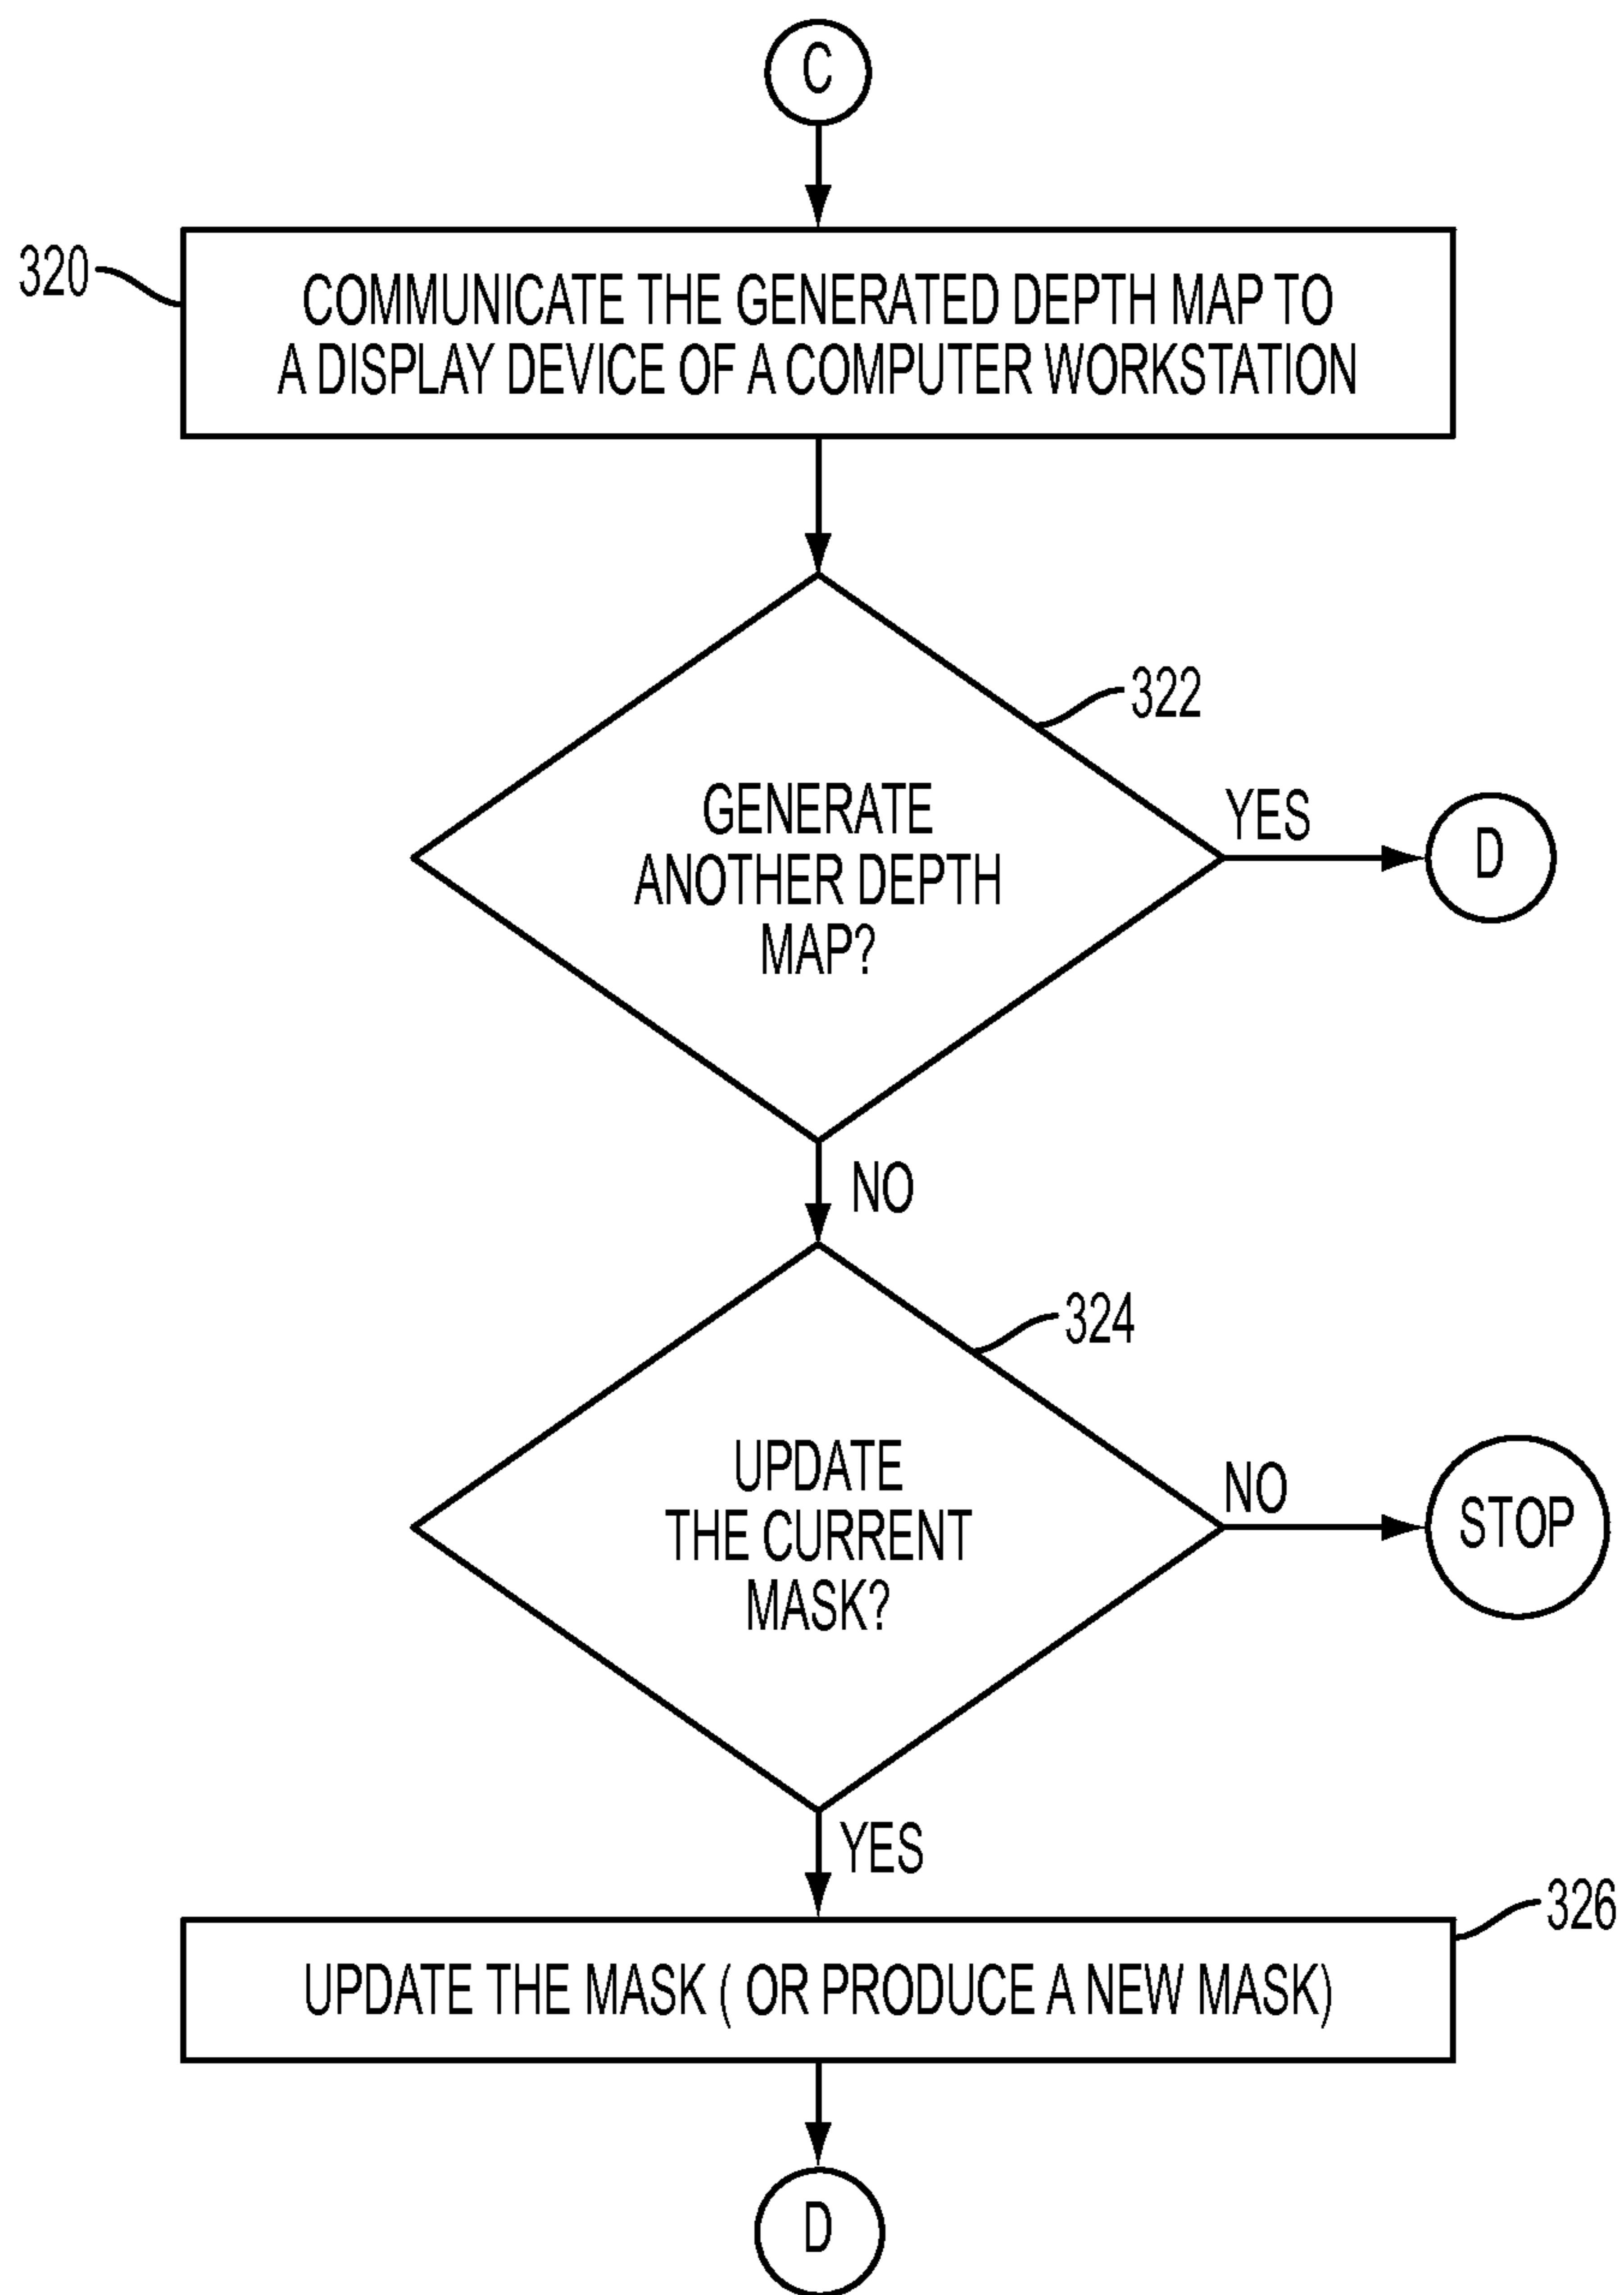 C
320
COMMUNICATE THE GENERATED DEPTH MAP TO
A DISPLAY DEVICE OF A COMPUTER WORKSTATION
322
GENERATE
ANOTHER DEPTH
MAP?
YES
D
NO
324
UPDATE
THE CURRENT
MASK?
NO
STOP
YES
326
UPDATE THE MASK ( OR PRODUCE A NEW MASK)
D